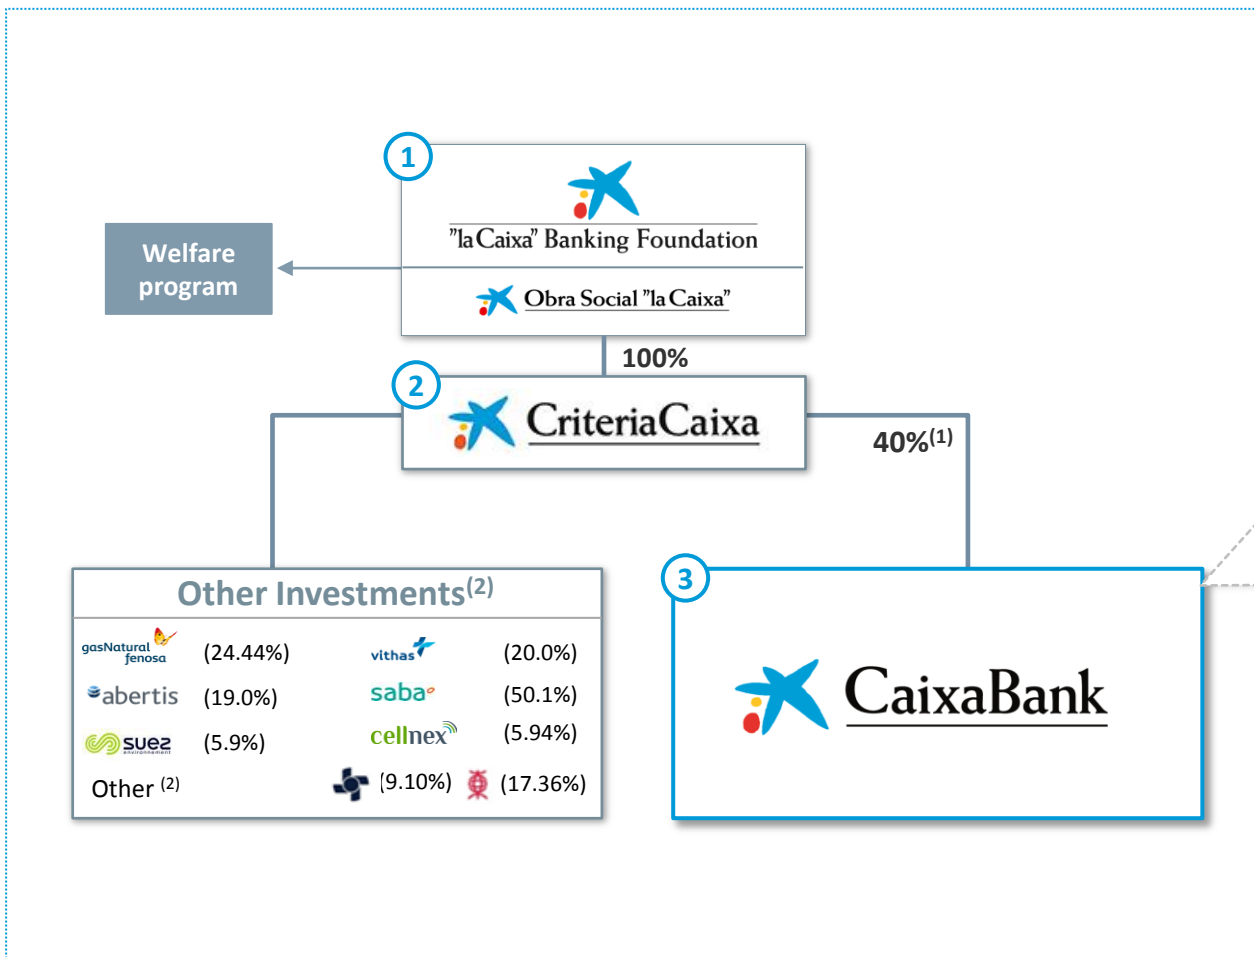 1
"la Caixa" Banking Foundation
Obra Social "la Caixa"
Welfare
program
100%
2
CriteriaCaixa
40%(1)
Other Investments(2)
gasNatural
fenosa
(24.44%)
vithas
(20.0%)
abertis
(19.0%)
saba
(50.1%)
suez
environnement
(5.9%)
cellnex
(5.94%)
Other (2)
(9.10%)
(17.36%)
3
CaixaBank